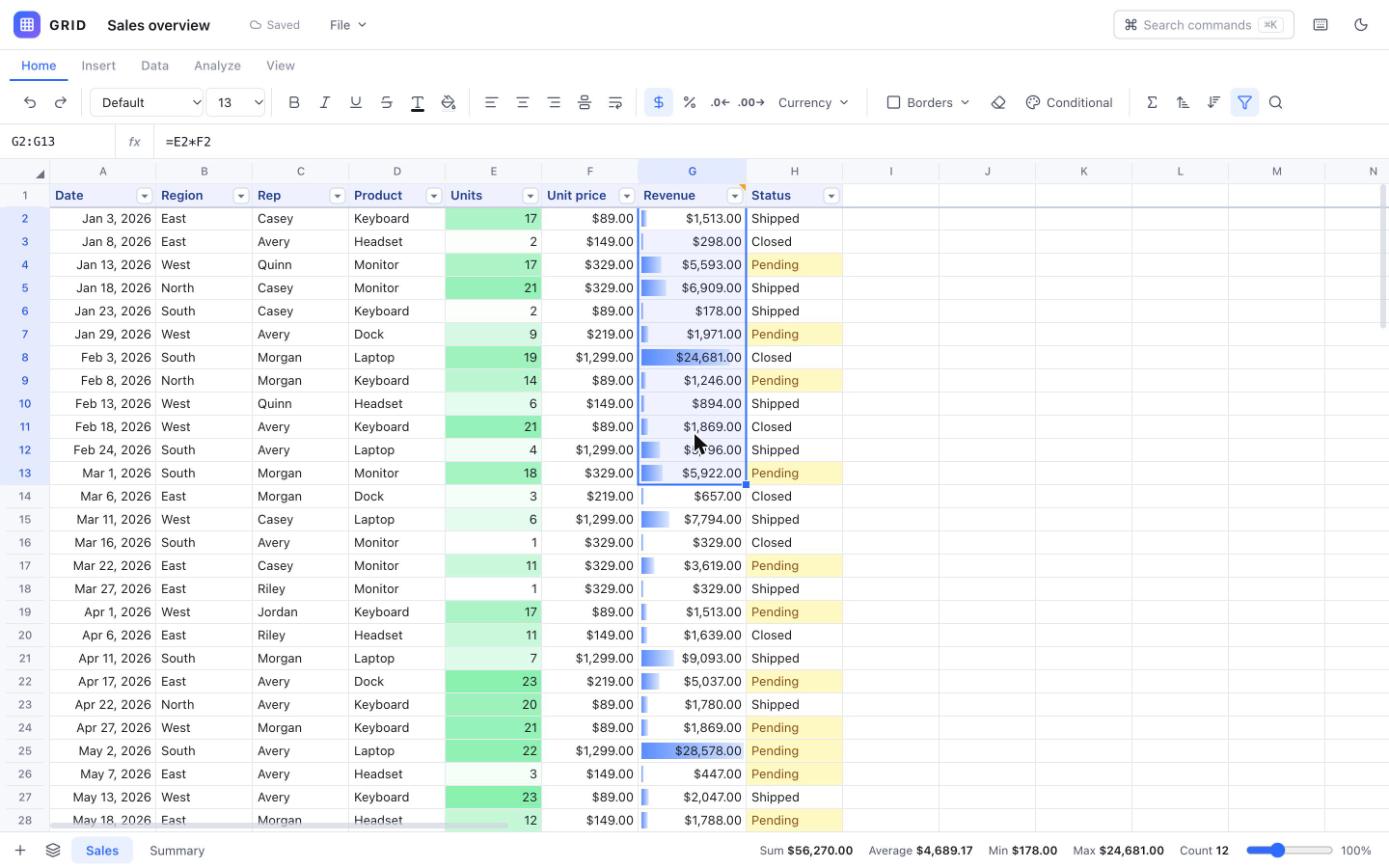 GRID Sales overview Saved File Search commands ⌘K
Home Insert Data Analyze View
Default 13 B I U S T $ % .0← .00→ Currency Borders Conditional Σ
G2:G13 fx =E2*F2
A B C D E F G H I J K L M N
1 Date Region Rep Product Units Unit price Revenue Status
2 Jan 3, 2026 East Casey Keyboard 17 $89.00 $1,513.00 Shipped
3 Jan 8, 2026 East Avery Headset 2 $149.00 $298.00 Closed
4 Jan 13, 2026 West Quinn Monitor 17 $329.00 $5,593.00 Pending
5 Jan 18, 2026 North Casey Monitor 21 $329.00 $6,909.00 Shipped
6 Jan 23, 2026 South Casey Keyboard 2 $89.00 $178.00 Shipped
7 Jan 29, 2026 West Avery Dock 9 $219.00 $1,971.00 Pending
8 Feb 3, 2026 South Morgan Laptop 19 $1,299.00 $24,681.00 Closed
9 Feb 8, 2026 North Morgan Keyboard 14 $89.00 $1,246.00 Pending
10 Feb 13, 2026 West Quinn Headset 6 $149.00 $894.00 Shipped
11 Feb 18, 2026 West Avery Keyboard 21 $89.00 $1,869.00 Closed
12 Feb 24, 2026 South Avery Laptop 4 $1,299.00 Shipped
13 Mar 1, 2026 South Morgan Monitor 18 $329.00 $5,922.00 Pending
14 Mar 6, 2026 East Morgan Dock 3 $219.00 $657.00 Closed
15 Mar 11, 2026 West Casey Laptop 6 $1,299.00 $7,794.00 Shipped
16 Mar 16, 2026 South Avery Monitor 1 $329.00 $329.00 Closed
17 Mar 22, 2026 East Casey Monitor 11 $329.00 $3,619.00 Pending
18 Mar 27, 2026 East Riley Monitor 1 $329.00 $329.00 Shipped
19 Apr 1, 2026 West Jordan Keyboard 17 $89.00 $1,513.00 Pending
20 Apr 6, 2026 East Riley Headset 11 $149.00 $1,639.00 Closed
21 Apr 11, 2026 South Morgan Laptop 7 $1,299.00 $9,093.00 Shipped
22 Apr 17, 2026 East Avery Dock 23 $219.00 $5,037.00 Pending
23 Apr 22, 2026 North Avery Keyboard 20 $89.00 $1,780.00 Shipped
24 Apr 27, 2026 West Morgan Keyboard 21 $89.00 $1,869.00 Pending
25 May 2, 2026 South Avery Laptop 22 $1,299.00 $28,578.00 Pending
26 May 7, 2026 East Avery Headset 3 $149.00 $447.00 Pending
27 May 13, 2026 West Avery Keyboard 23 $89.00 $2,047.00 Shipped
28 May 18, 2026 East Morgan Headset 12 $149.00 $1,788.00 Pending
Sales Summary Sum $56,270.00 Average $4,689.17 Min $178.00 Max $24,681.00 Count 12 100%